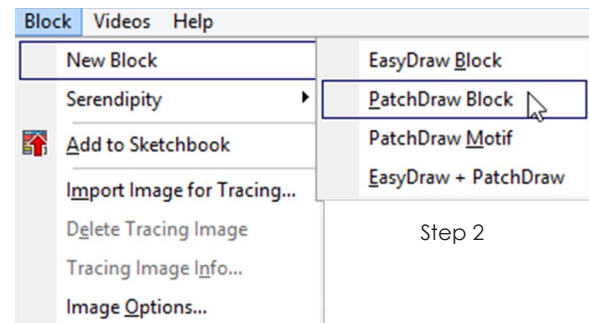 Block Videos Help
New Block
Serendipity
Add to Sketchbook
Import Image for Tracing...
Delete Tracing Image
Tracing Image Info...
Image Options...
EasyDraw Block
PatchDraw Block
PatchDraw Motif
EasyDraw + PatchDraw
Step 2